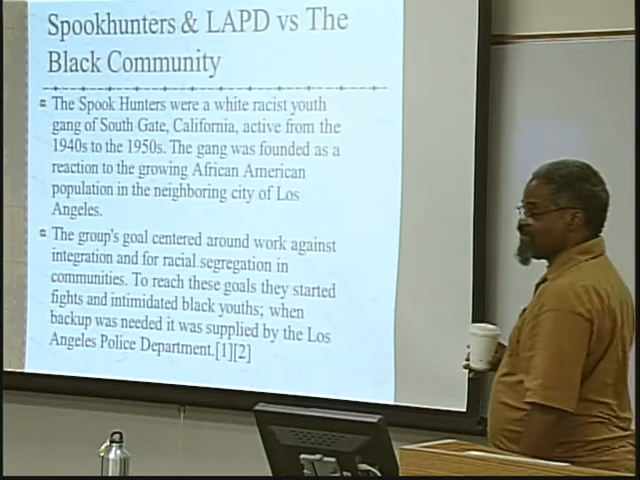 Spookhunters & LAPD vs The
Black Community
The Spook Hunters were a white racist youth
gang of South Gate, California, active from the
1940s to the 1950s. The gang was founded as a
reaction to the growing African American
population in the neighboring city of Los
Angeles.
The group's goal centered around work against
integration and for racial segregation in
communities. To reach these goals they started
fights and intimidated black youths; when
backup was needed it was supplied by the Los
Angeles Police Department.[1][2]